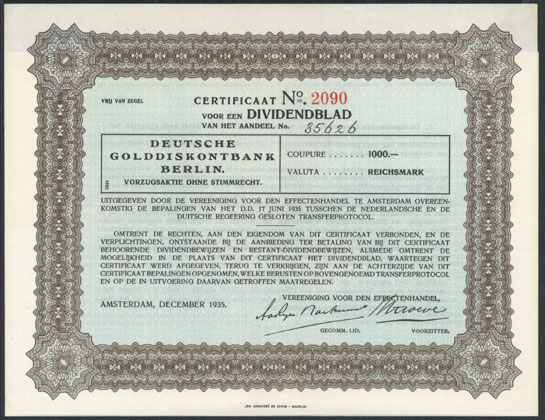 VRIJ VAN ZEGEL
CERTIFICAAT No. 2090
VOOR EEN DIVIDENDBLAD
VAN HET AANDEEL No. 35626
DEUTSCHE
GOLDDISKONTBANK
BERLIN.
VORZUGSAKTIE OHNE STIMMRECHT.
COUPURE ........ 1000.—
VALUTA ........ REICHSMARK
UITGEGEVEN DOOR DE VEREENIGING VOOR DEN EFFECTENHANDEL TE AMSTERDAM OVEREEN-
KOMSTIG DE BEPALINGEN VAN HET D.D. 17 JUNI 1935 TUSSCHEN DE NEDERLANDSCHE EN DE
DUITSCHE REGEERING GESLOTEN TRANSFERPROTOCOL.
OMTRENT DE RECHTEN, AAN DEN EIGENDOM VAN DIT CERTIFICAAT VERBONDEN, EN DE
VERPLICHTINGEN, ONTSTAANDE BIJ DE AANBIEDING TER BETALING VAN BIJ DIT CERTIFICAAT
BEHOORENDE DIVIDENDBEWIJZEN EN RESTANT-DIVIDENDBEWIJZEN, ALSMEDE OMTRENT DE
MOGELIJKHEID IN DE PLAATS VAN DIT CERTIFICAAT HET DIVIDENDBLAD, WAARTEGEN DIT
CERTIFICAAT WERD AFGEGEVEN, TERUG TE VERKRIJGEN, ZIJN AAN DE ACHTERZIJDE VAN DIT
CERTIFICAAT BEPALINGEN OPGENOMEN, WELKE BERUSTEN OP BOVENGENOEMD TRANSFERPROTOCOL
EN OP DE IN UITVOERING DAARVAN GETROFFEN MAATREGELEN.
AMSTERDAM, DECEMBER 1935.
VEREENIGING VOOR DEN EFFECTENHANDEL,
GECOMM. LID.
VOORZITTER.
JOH. ENSCHEDÉ EN ZONEN - HAARLEM